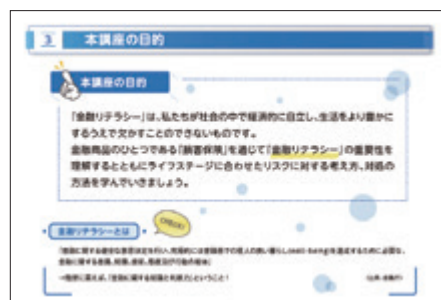 3 本講座の目的
本講座の目的
「金融リテラシー」は、私たちが社会の中で経済的に自立し、生活をより豊かに
するうえで欠かすことのできないものです。
金融商品のひとつである「損害保険」を通じて「金融リテラシー」の重要性を
理解するとともにライフステージに合わせたリスクに対する考え方、対処の
方法を学んでいきましょう。
金融リテラシーとは
CHECK!